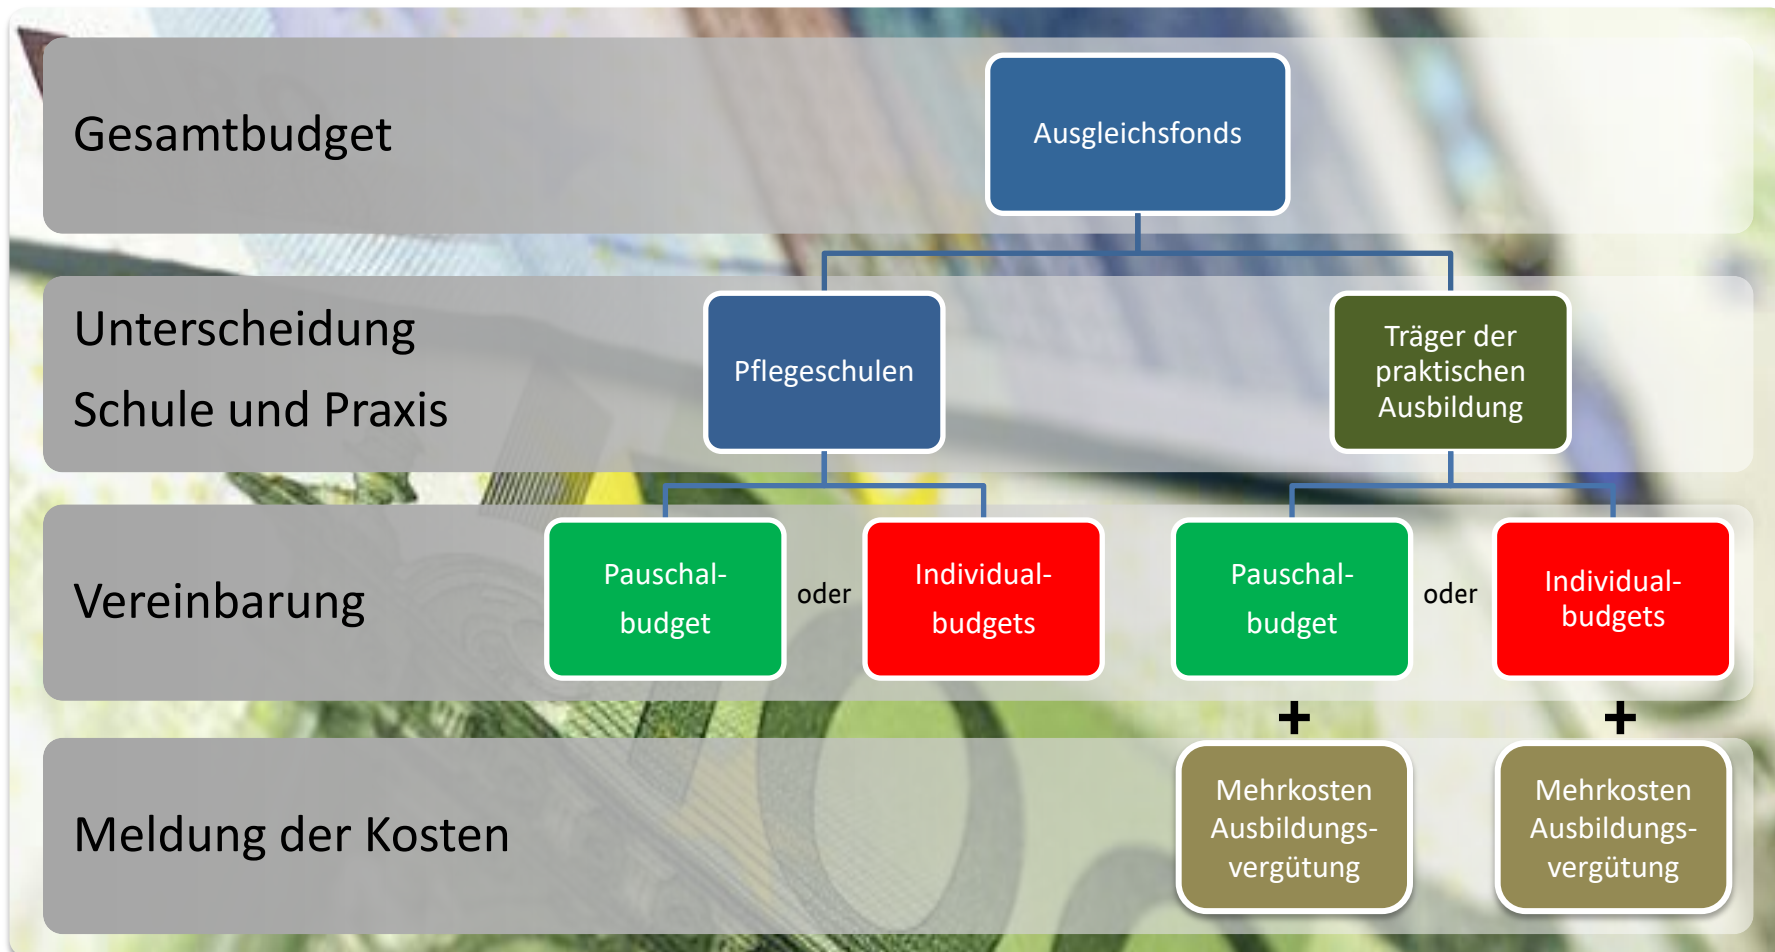 Gesamtbudget
Ausgleichsfonds
Unterscheidung
Schule und Praxis
Pflegeschulen
Träger der
praktischen
Ausbildung
Vereinbarung
Pauschal-
budget
oder
Individual-
budgets
Pauschal-
budget
oder
Individual-
budgets
+
+
Meldung der Kosten
Mehrkosten
Ausbildungs-
vergütung
Mehrkosten
Ausbildungs-
vergütung